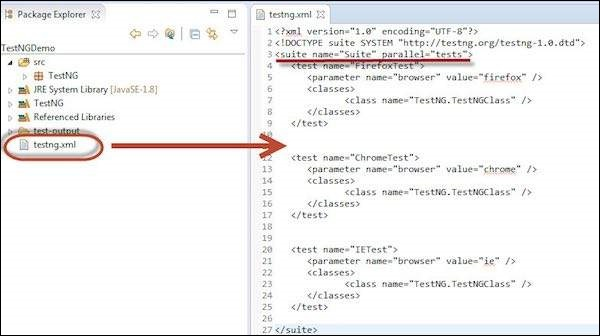 Package Explorer
TestNGDemo
src
TestNG
JRE System Library [JavaSE-1.8]
TestNG
Referenced Libraries
test-output
testng.xml
testng.xml
1 <?xml version="1.0" encoding="UTF-8"?>
2 <!DOCTYPE suite SYSTEM "http://testng.org/testng-1.0.dtd">
3 <suite name="Suite" parallel="tests">
4 <test name="FirefoxTest">
5 <parameter name="browser" value="firefox" />
6 <classes>
7 <class name="TestNG.TestNGClass" />
8 </classes>
9 </test>
10
11
12 <test name="ChromeTest">
13 <parameter name="browser" value="chrome" />
14 <classes>
15 <class name="TestNG.TestNGClass" />
16 </classes>
17 </test>
18
19
20 <test name="IETest">
21 <parameter name="browser" value="ie" />
22 <classes>
23 <class name="TestNG.TestNGClass" />
24 </classes>
25 </test>
26
27 </suite>